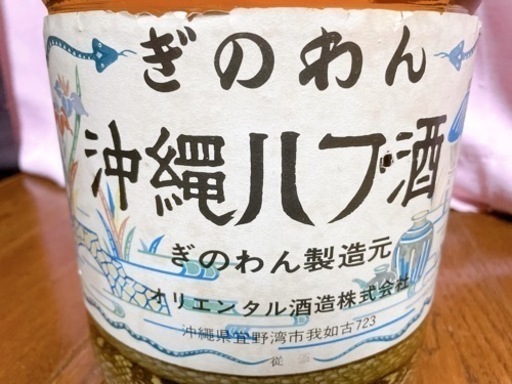 ぎのわん
沖縄ハブ酒
ぎのわん製造元
オリエンタル酒造株式会社
沖縄県宜野湾市我如古723
従